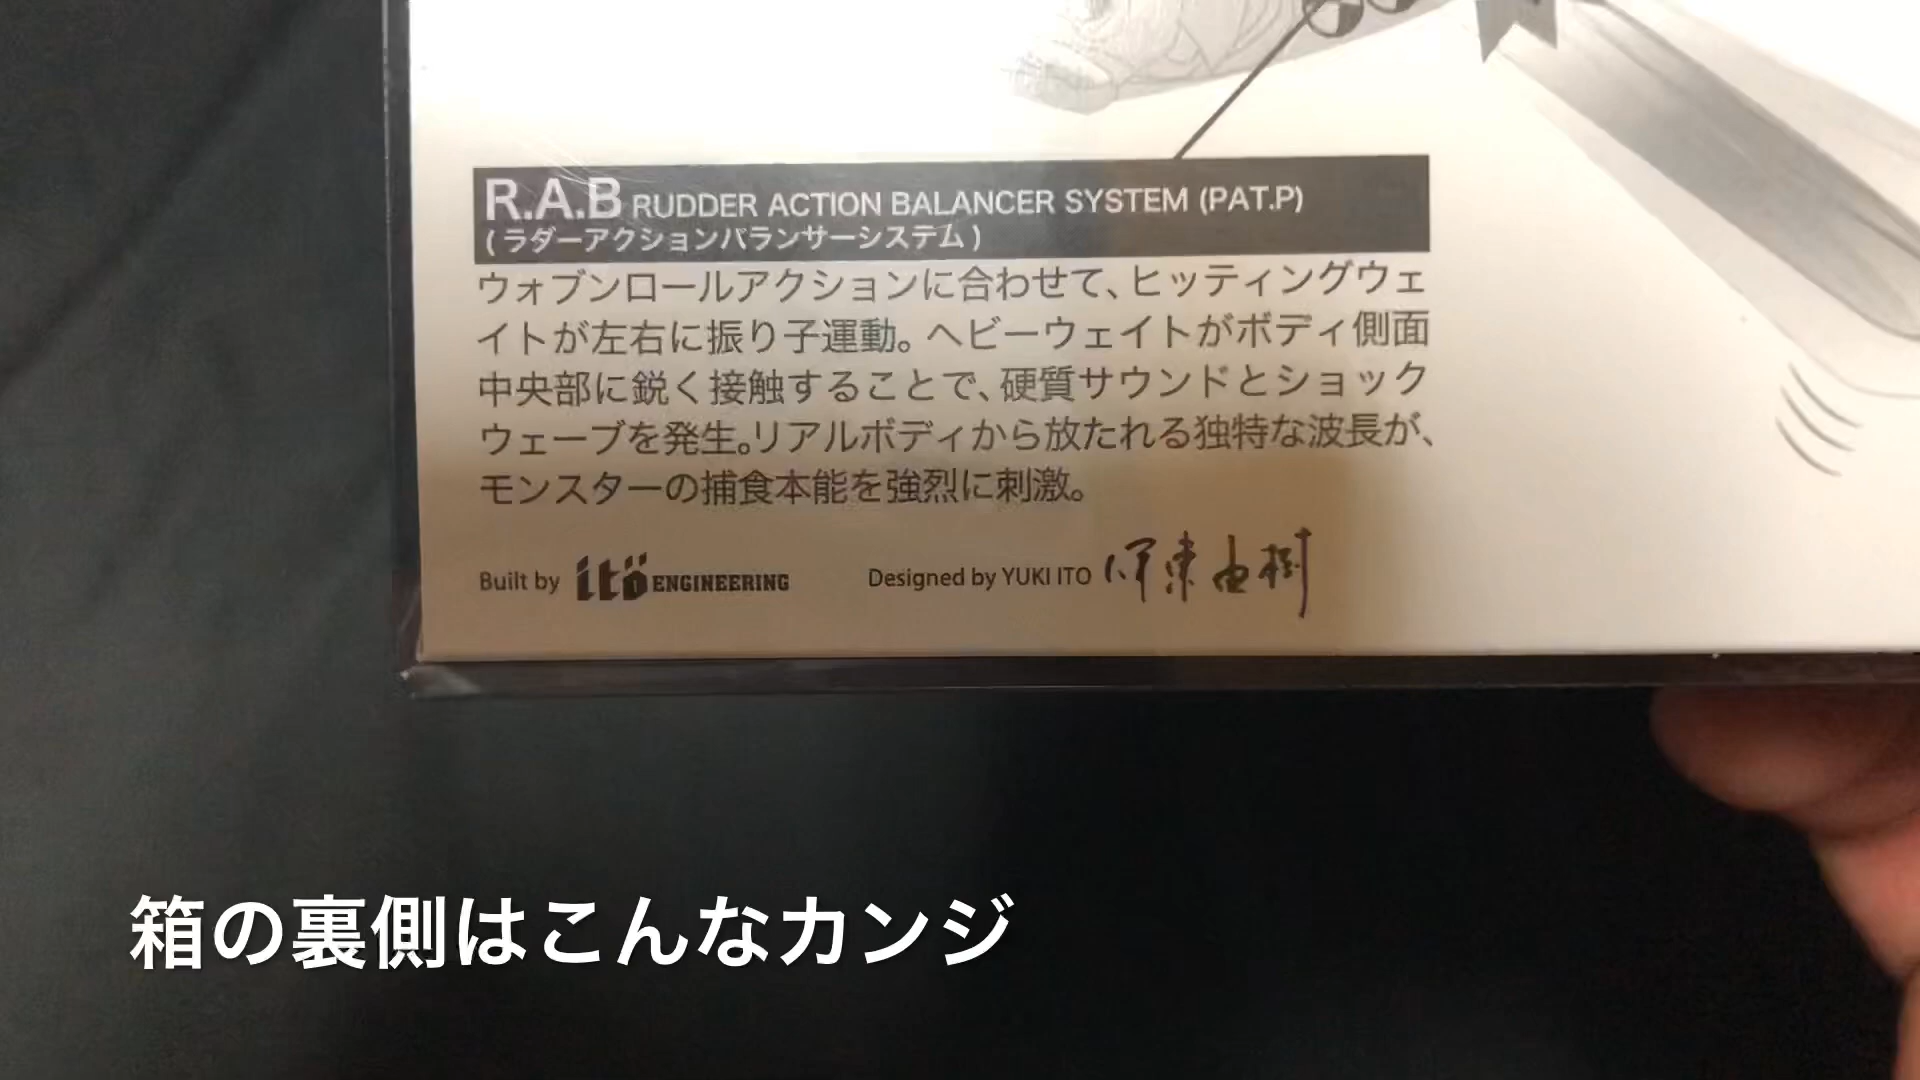 R.A.B RUDDER ACTION BALANCER SYSTEM (PAT.P)
(ラダーアクションバランサーシステム)
ウォブンロールアクションに合わせて、ヒッティングウェ
イトが左右に振り子運動。ヘビーウェイトがボディ側面
中央部に鋭く接触することで、硬質サウンドとショック
ウェーブを発生。リアルボディから放たれる独特な波長が、
モンスターの捕食本能を強烈に刺激。
Built by itö ENGINEERING
Designed by YUKI ITO 伊東由樹
箱の裏側はこんなカンジ